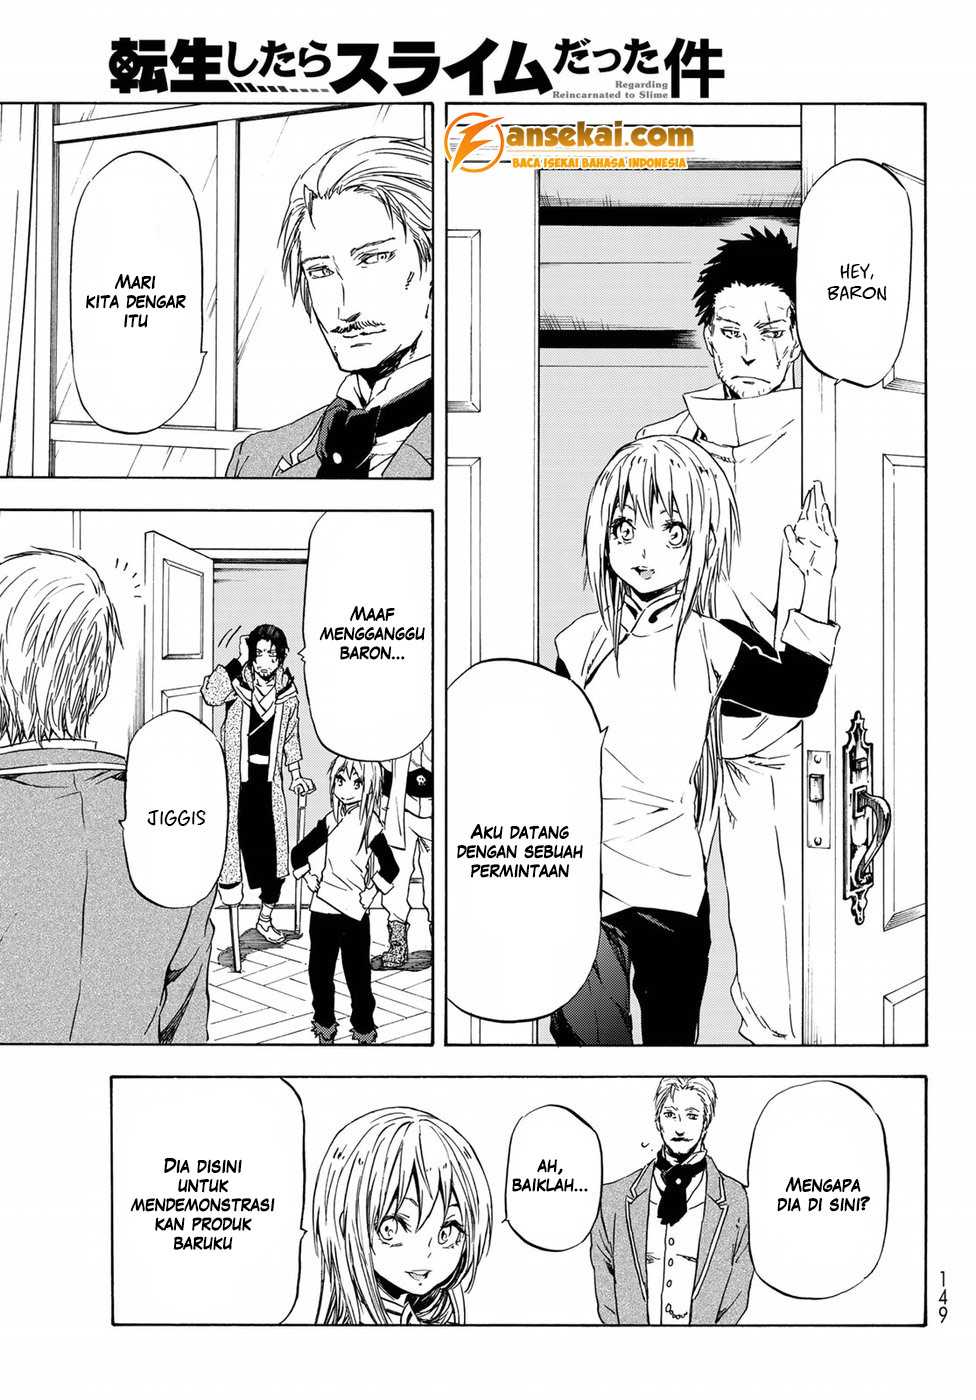 転生したらスライムだった件
Regarding
Reincarnated to Slime
ansekai.com
BACA ISEKAI BAHASA INDONESIA
HEY,
BARON
AKU DATANG
DENGAN SEBUAH
PERMINTAAN
MARI
KITA DENGAR
ITU
MAAF
MENGGANGGU
BARON...
JIGGIS
MENGAPA
DIA DI SINI?
AH,
BAIKLAH...
DIA DISINI
UNTUK
MENDEMONSTRASI
KAN PRODUK
BARUKU
149